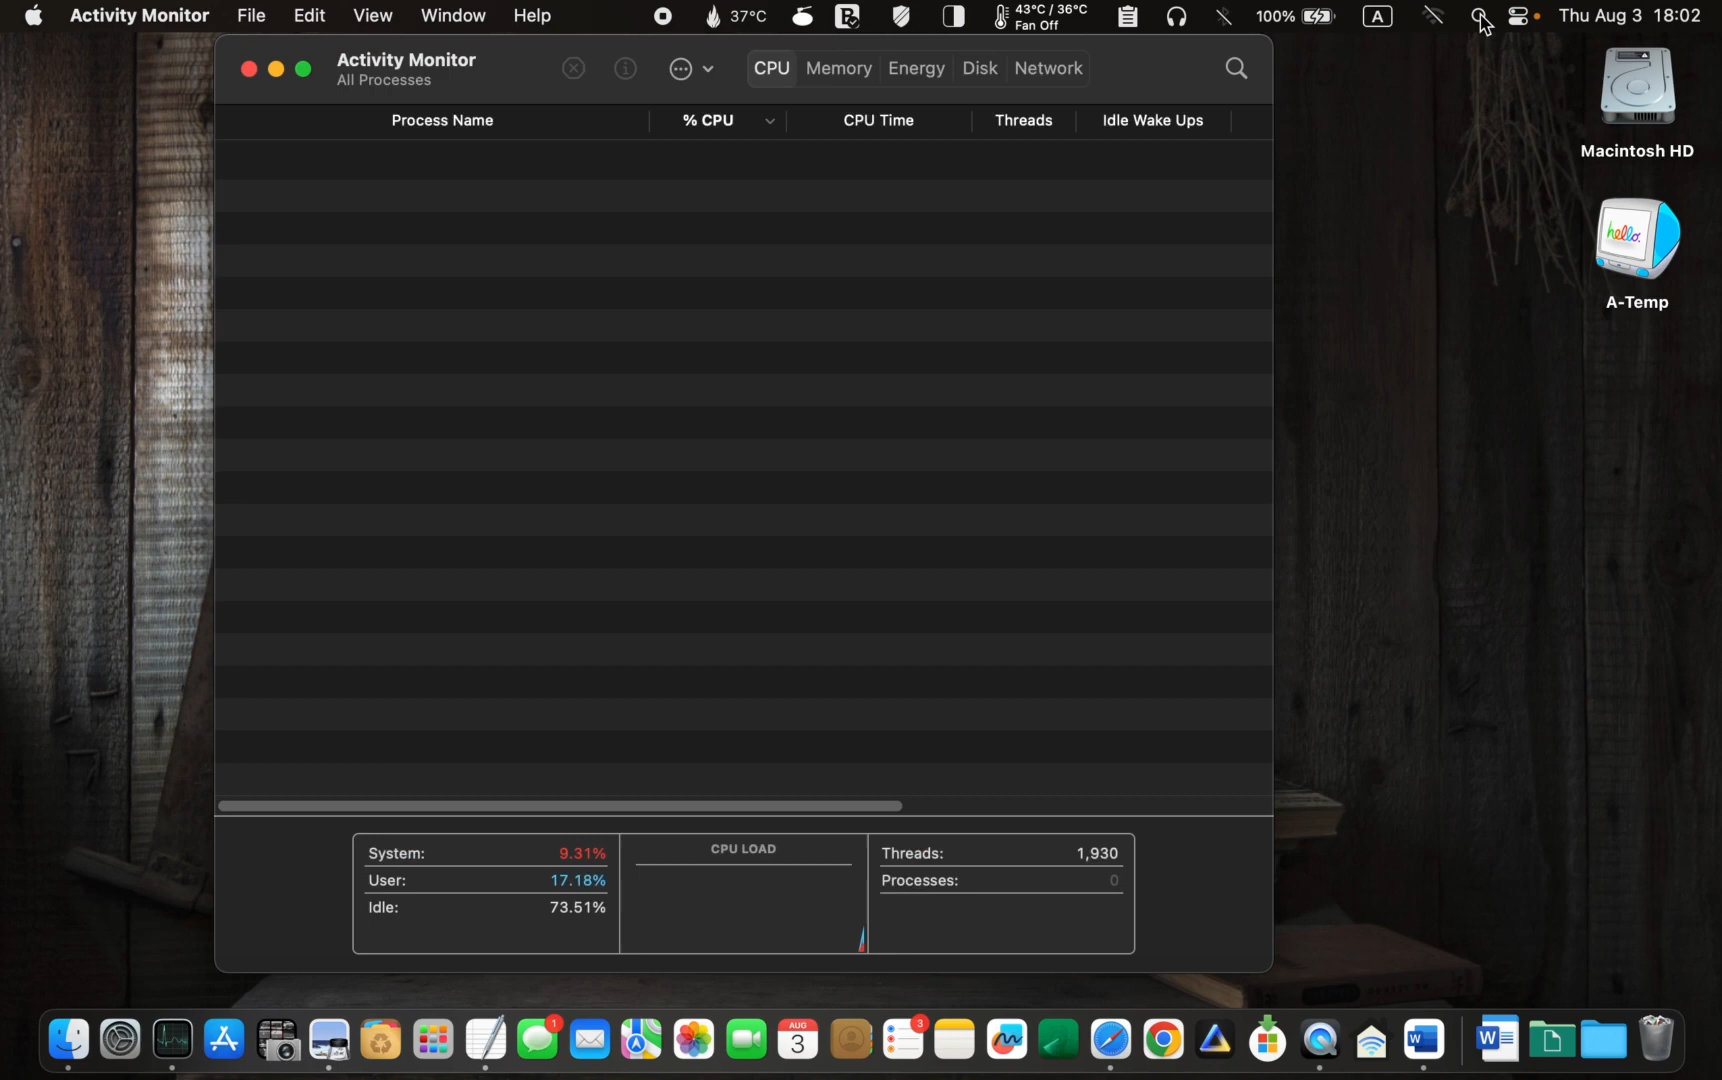 Activity Monitor File Edit View Window Help 37°C 43°C / 36°C Fan Off 100% A Thu Aug 3 18:02
Activity Monitor
All Processes
CPU Memory Energy Disk Network
Process Name % CPU CPU Time Threads Idle Wake Ups
Macintosh HD
hello.
A-Temp
System: 9.31%
User: 17.18%
Idle: 73.51%
CPU LOAD
Threads: 1,930
Processes: 0
1
AUG
3
3
W
W